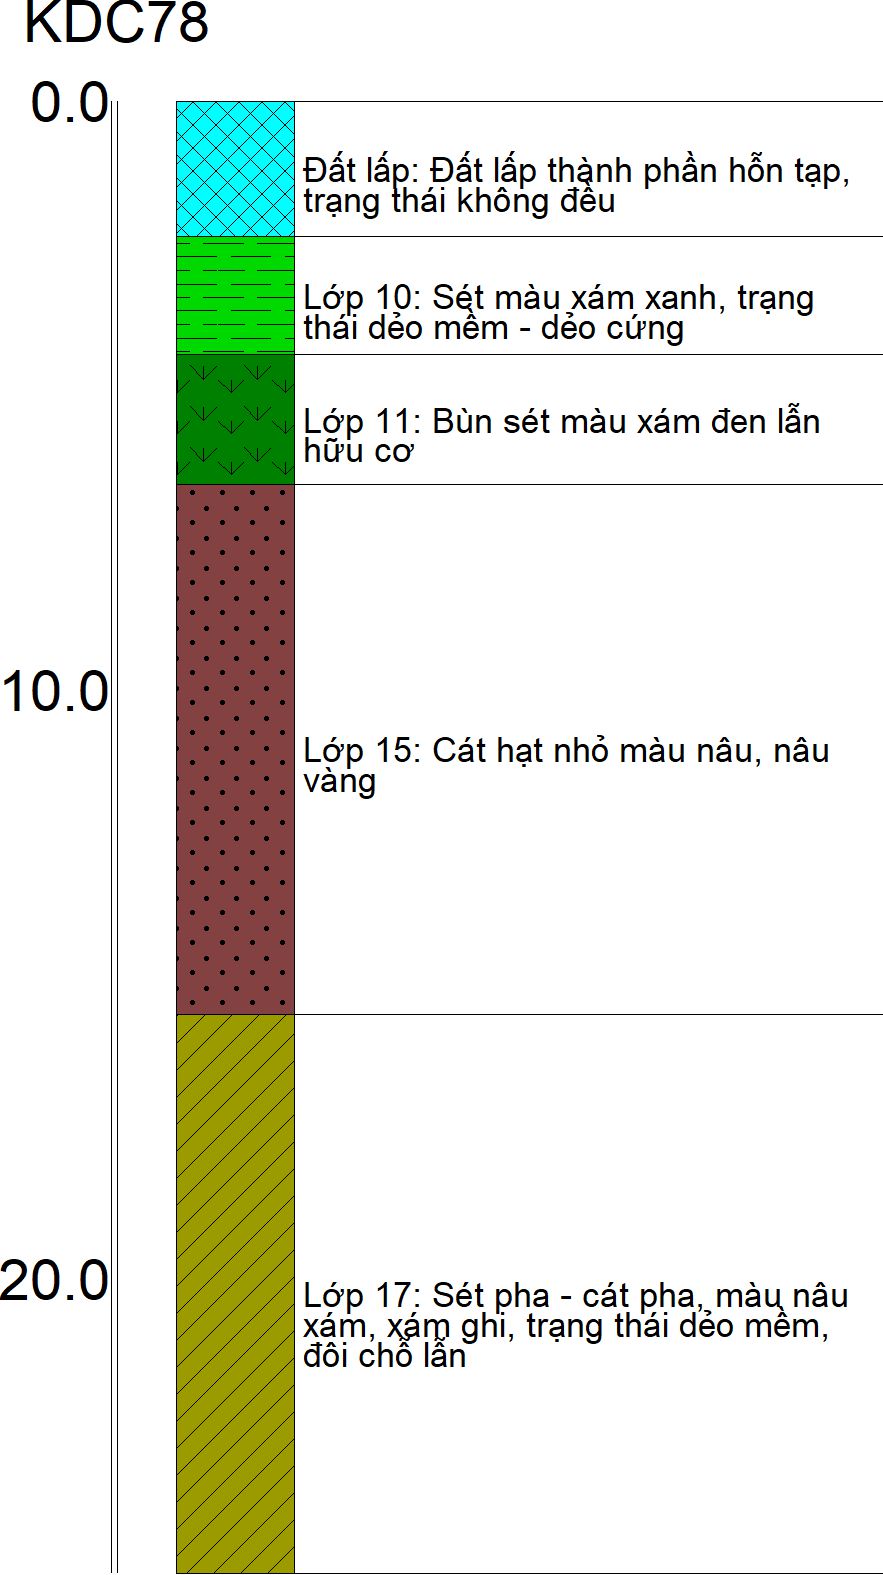 KDC78
0.0
Đất lấp: Đất lấp thành phần hỗn tạp,
trạng thái không đều
Lớp 10: Sét màu xám xanh, trạng
thái dẻo mềm - dẻo cứng
Lớp 11: Bùn sét màu xám đen lẫn
hữu cơ
10.0
Lớp 15: Cát hạt nhỏ màu nâu, nâu
vàng
20.0
Lớp 17: Sét pha - cát pha, màu nâu
xám, xám ghi, trạng thái dẻo mềm,
đôi chỗ lẫn